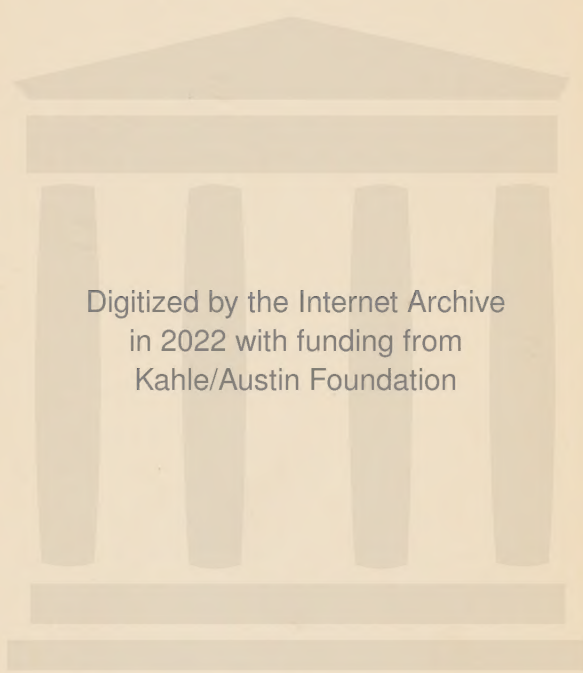 Digitized by the Internet Archive
in 2022 with funding from
Kahle/Austin Foundation